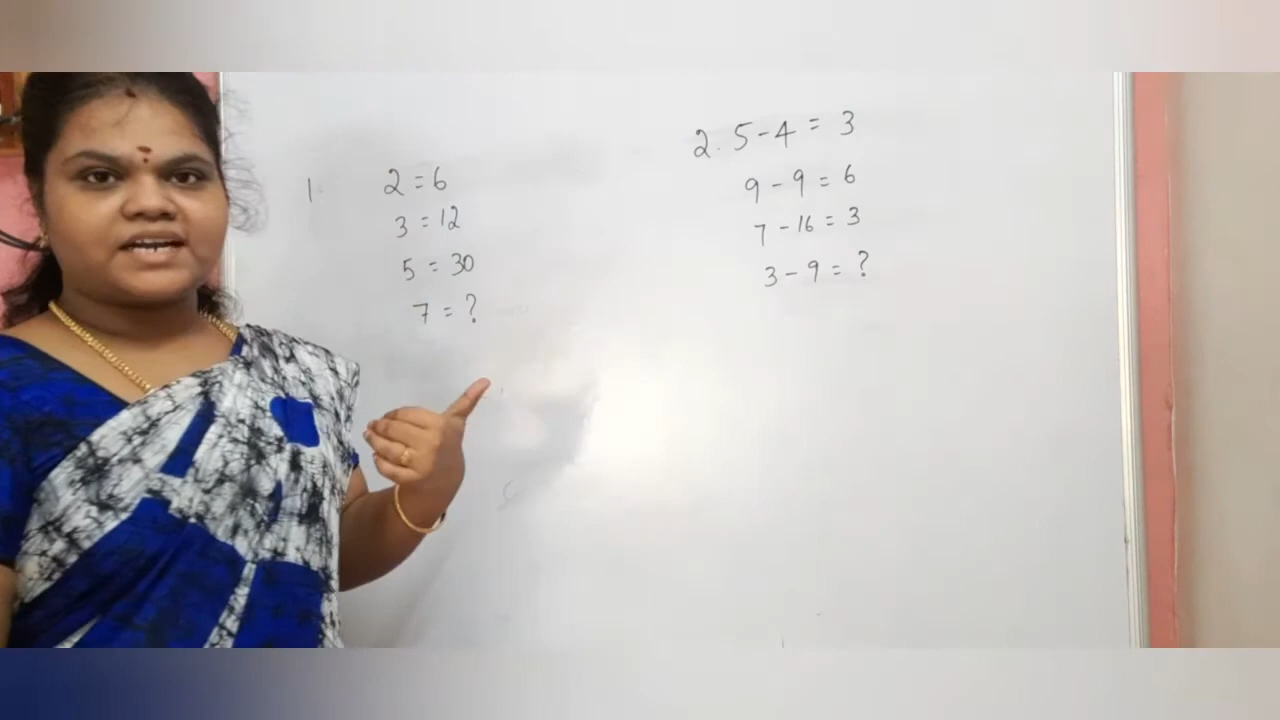 1. 2 = 6
3 = 12
5 = 30
7 = ?
2. 5 - 4 = 3
9 - 9 = 6
7 - 16 = 3
3 - 9 = ?